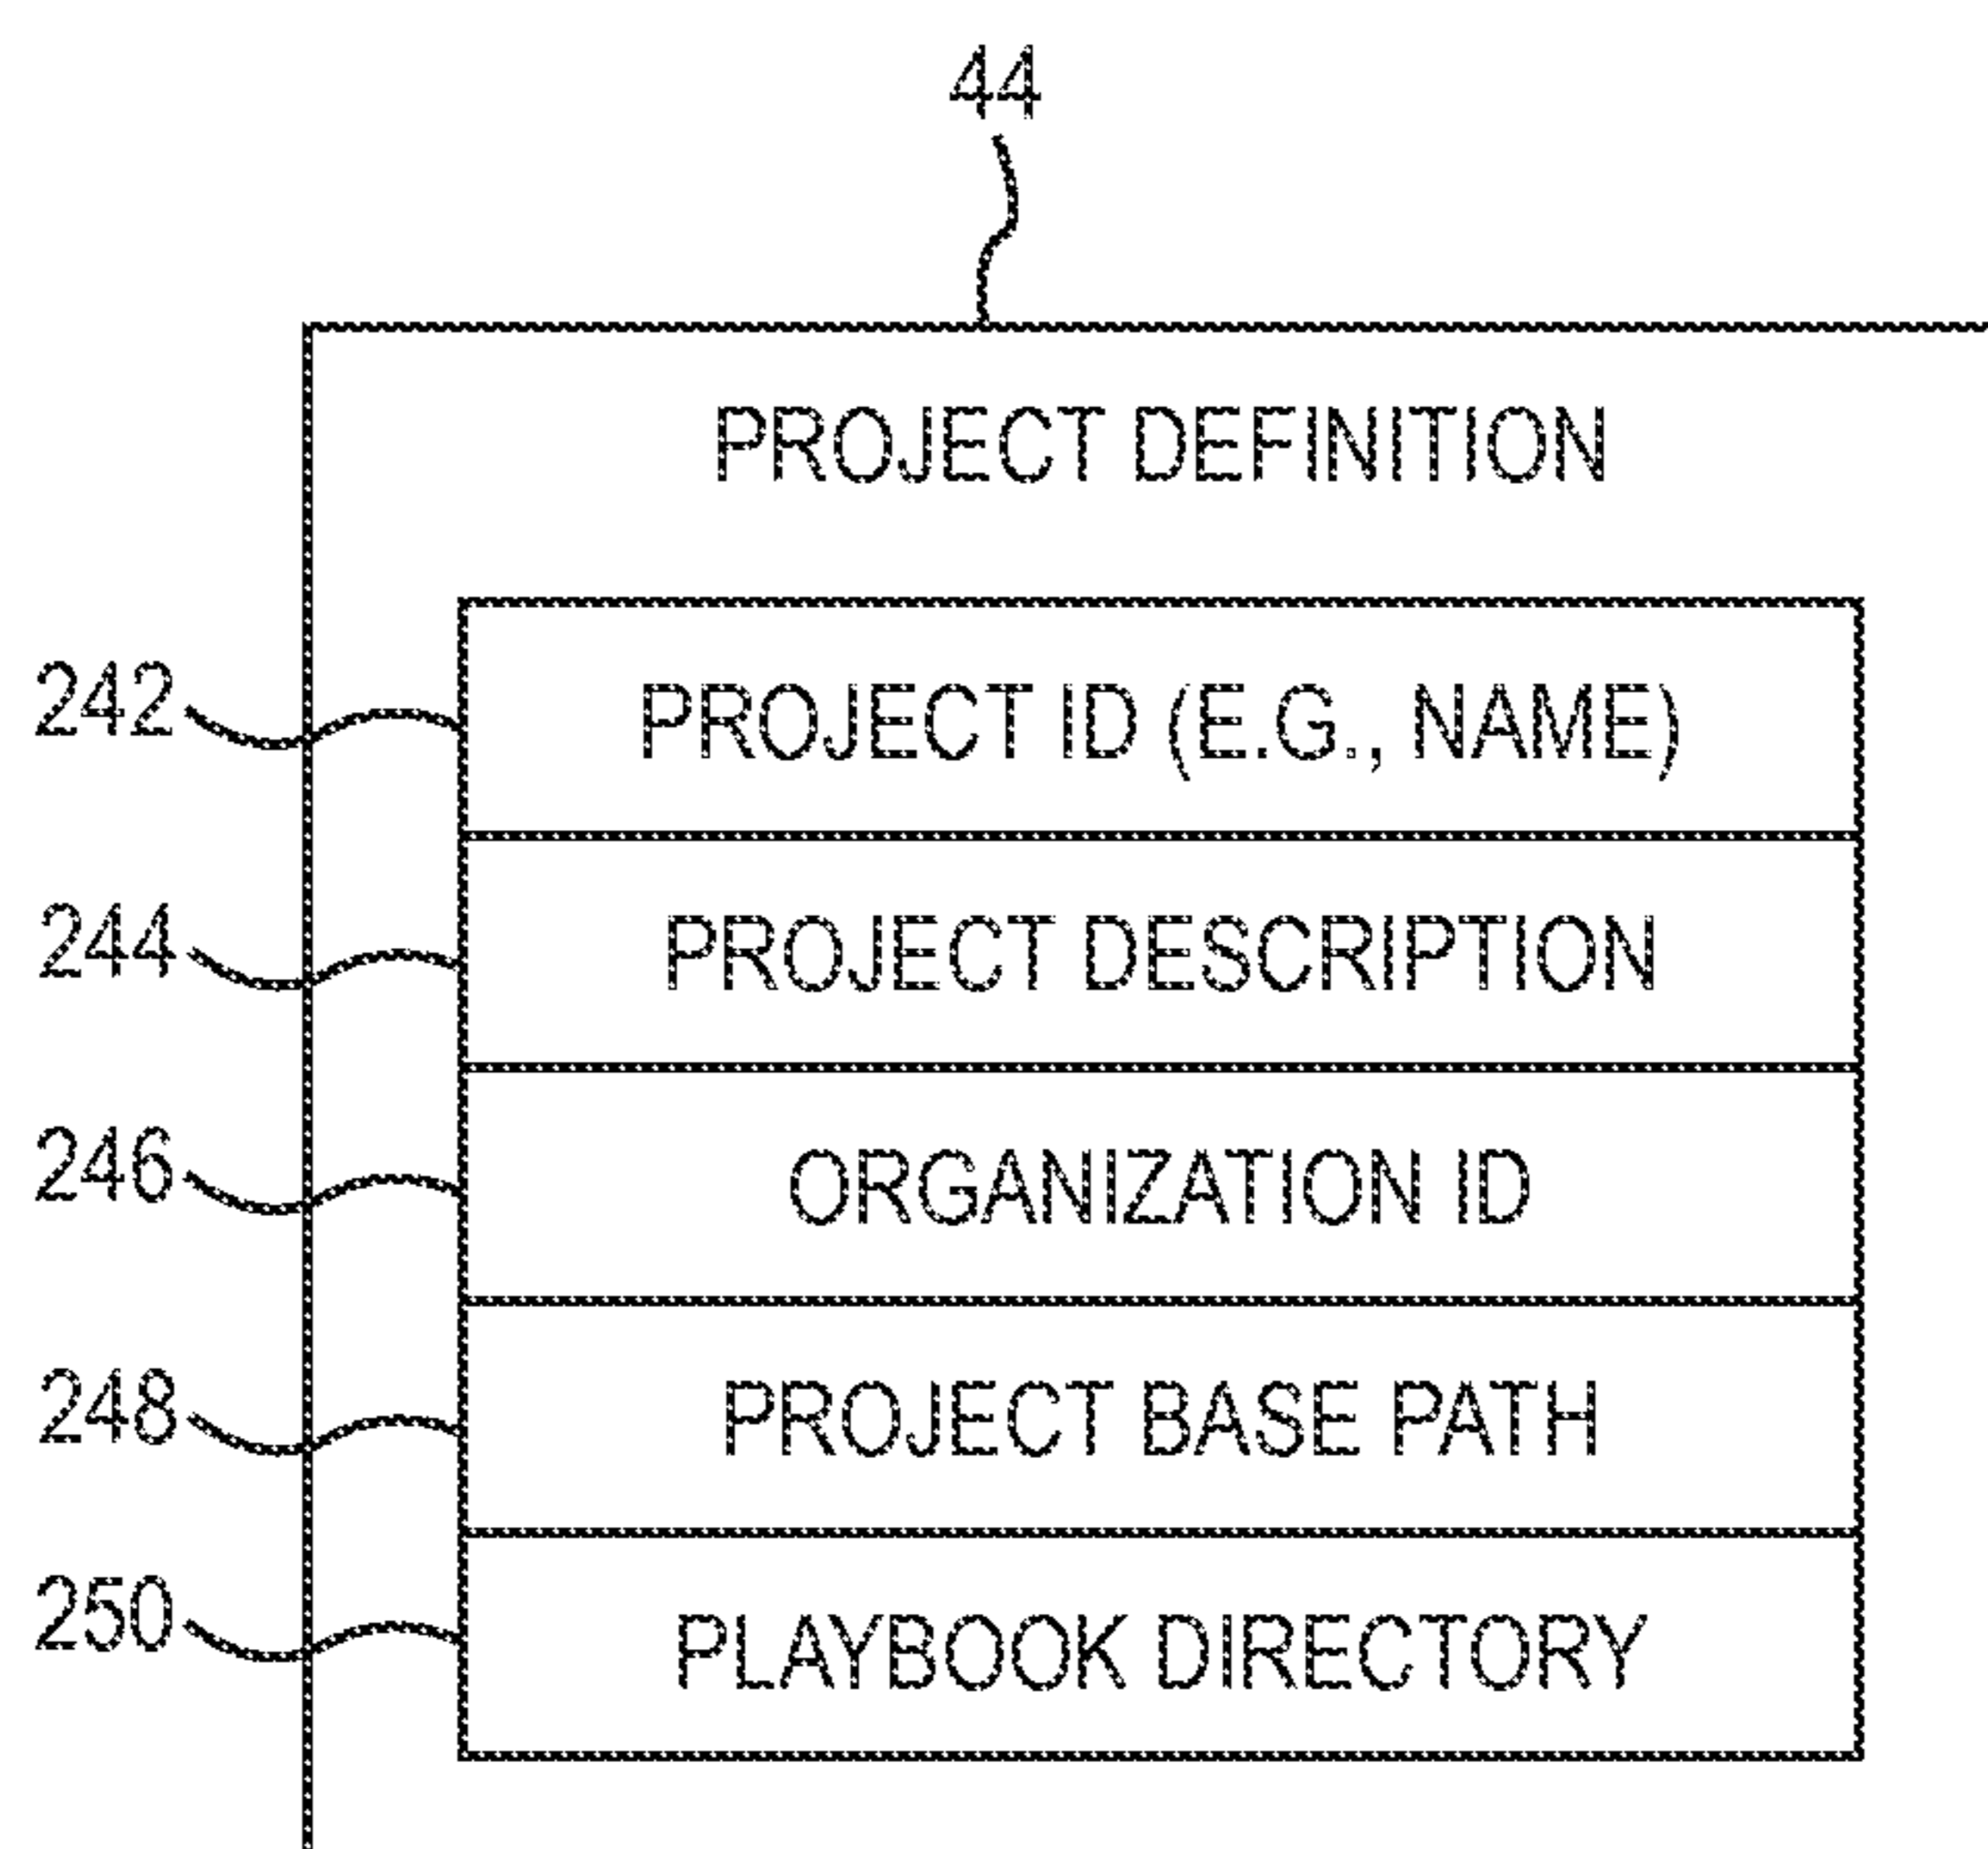 44
PROJECT DEFINITION
242 PROJECT ID (E.G., NAME)
244 PROJECT DESCRIPTION
246 ORGANIZATION ID
248 PROJECT BASE PATH
250 PLAYBOOK DIRECTORY